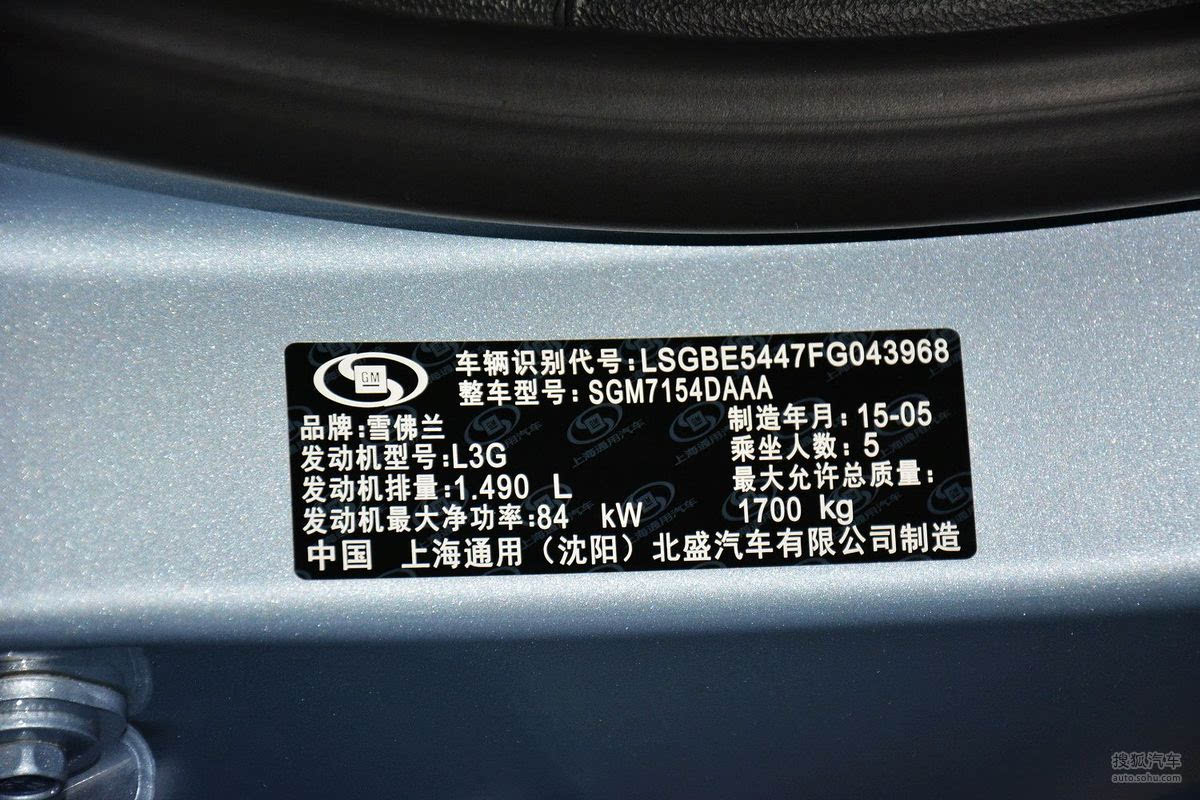 GM
车辆识别代号:LSGBE5447FG043968
整车型号:SGM7154DAAA
品牌:雪佛兰
制造年月:15-05
发动机型号:L3G
乘坐人数:5
发动机排量:1.490 L
最大允许总质量:
发动机最大净功率:84 kW
1700 kg
中国 上海通用(沈阳)北盛汽车有限公司制造
搜狐汽车
auto.sohu.com